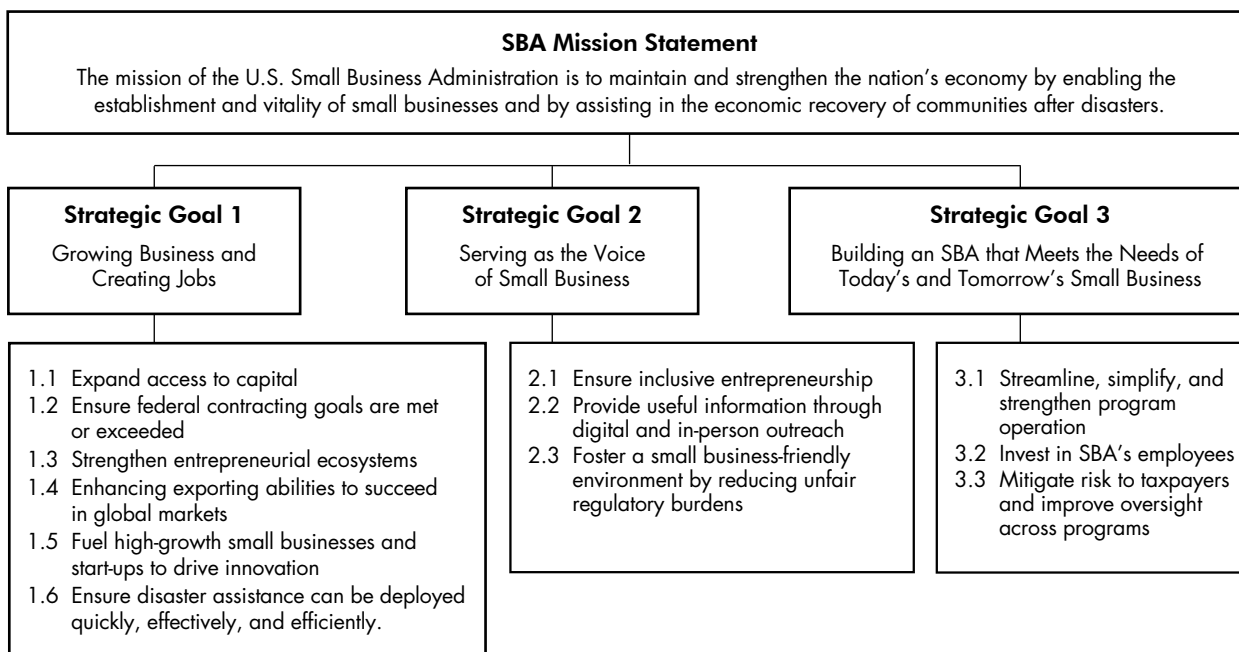 SBA Mission Statement
The mission of the U.S. Small Business Administration is to maintain and strengthen the nation’s economy by enabling the
establishment and vitality of small businesses and by assisting in the economic recovery of communities after disasters.
Strategic Goal 1
Growing Business and
Creating Jobs
Strategic Goal 2
Serving as the Voice
of Small Business
Strategic Goal 3
Building an SBA that Meets the Needs of
Today’s and Tomorrow’s Small Business
1.1 Expand access to capital
1.2 Ensure federal contracting goals are met
or exceeded
1.3 Strengthen entrepreneurial ecosystems
1.4 Enhancing exporting abilities to succeed
in global markets
1.5 Fuel high-growth small businesses and
start-ups to drive innovation
1.6 Ensure disaster assistance can be deployed
quickly, effectively, and efficiently.
2.1 Ensure inclusive entrepreneurship
2.2 Provide useful information through
digital and in-person outreach
2.3 Foster a small business-friendly
environment by reducing unfair
regulatory burdens
3.1 Streamline, simplify, and
strengthen program
operation
3.2 Invest in SBA’s employees
3.3 Mitigate risk to taxpayers
and improve oversight
across programs